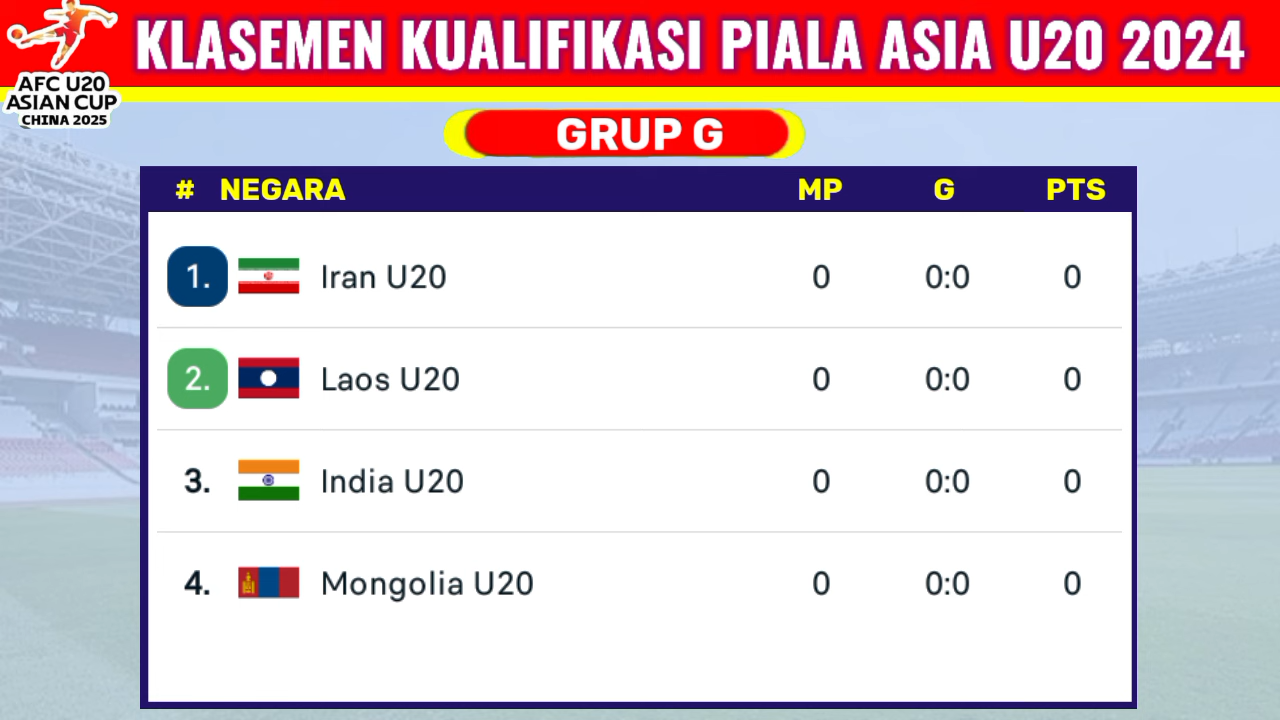 KLASEMEN KUALIFIKASI PIALA ASIA U20 2024
AFC U20
ASIAN CUP
CHINA 2025
GRUP G
# NEGARA MP G PTS
1. Iran U20 0 0:0 0
2. Laos U20 0 0:0 0
3. India U20 0 0:0 0
4. Mongolia U20 0 0:0 0